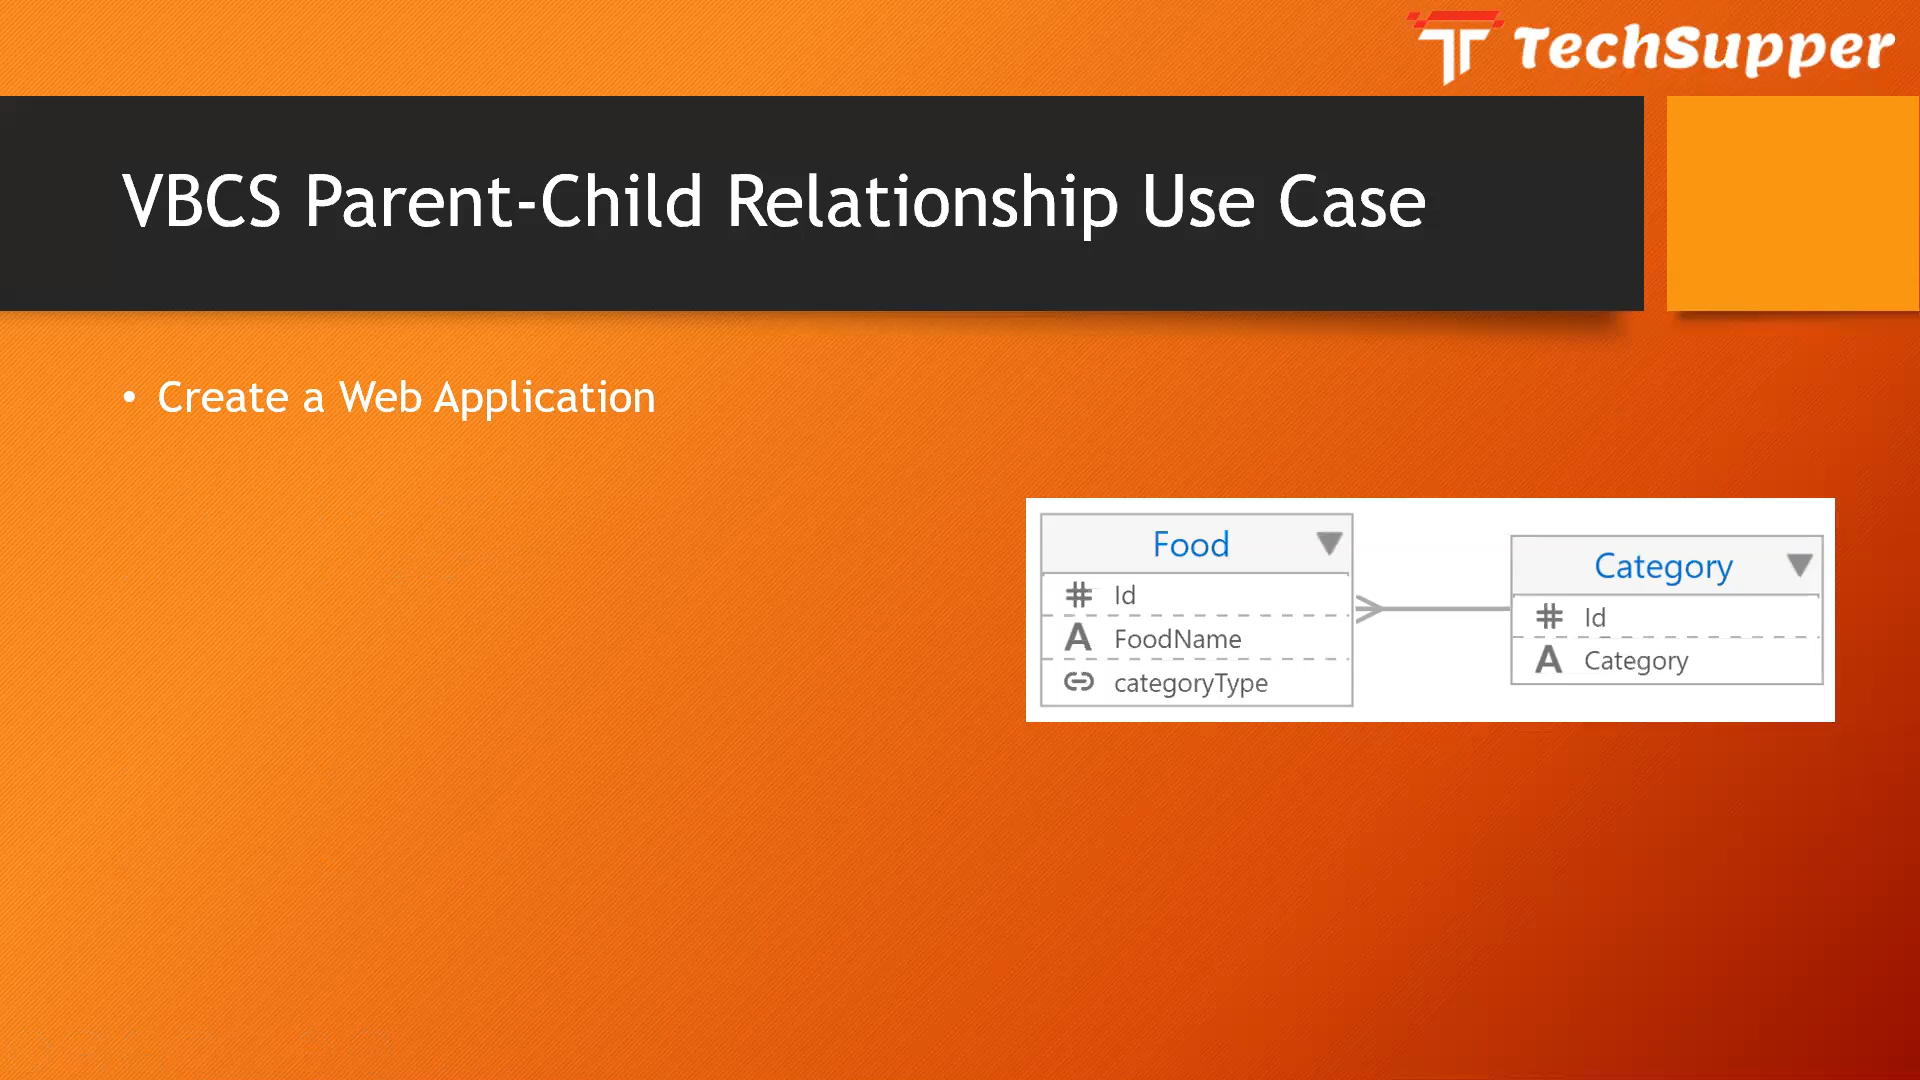 TechSupper
VBCS Parent-Child Relationship Use Case
• Create a Web Application
Food
# Id
A FoodName
categoryType
Category
# Id
A Category